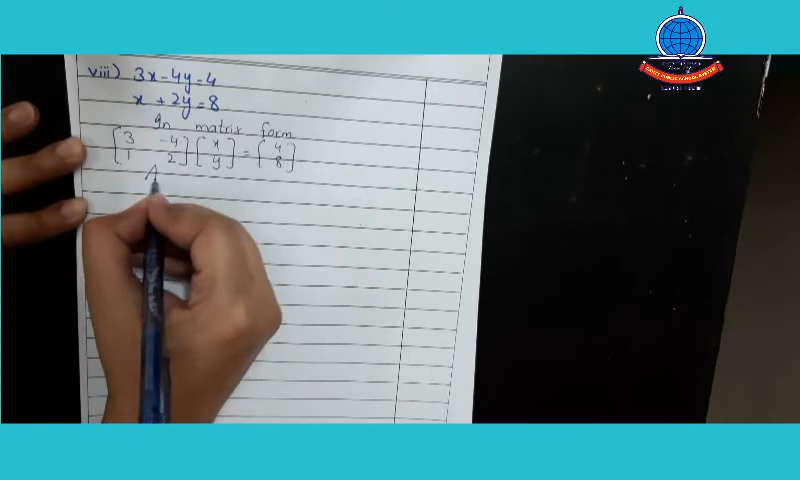 viii) 3x - 4y = 4
x + 2y = 8
In matrix form
[3 -4] [x] = [4]
[1 2] [y] [8]
A